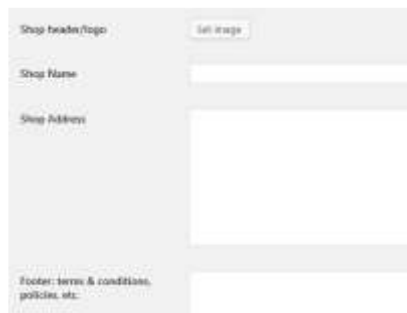 Shop header/logo
Set image
Shop Name
Shop Address
Footer: terms & conditions,
policies, etc.